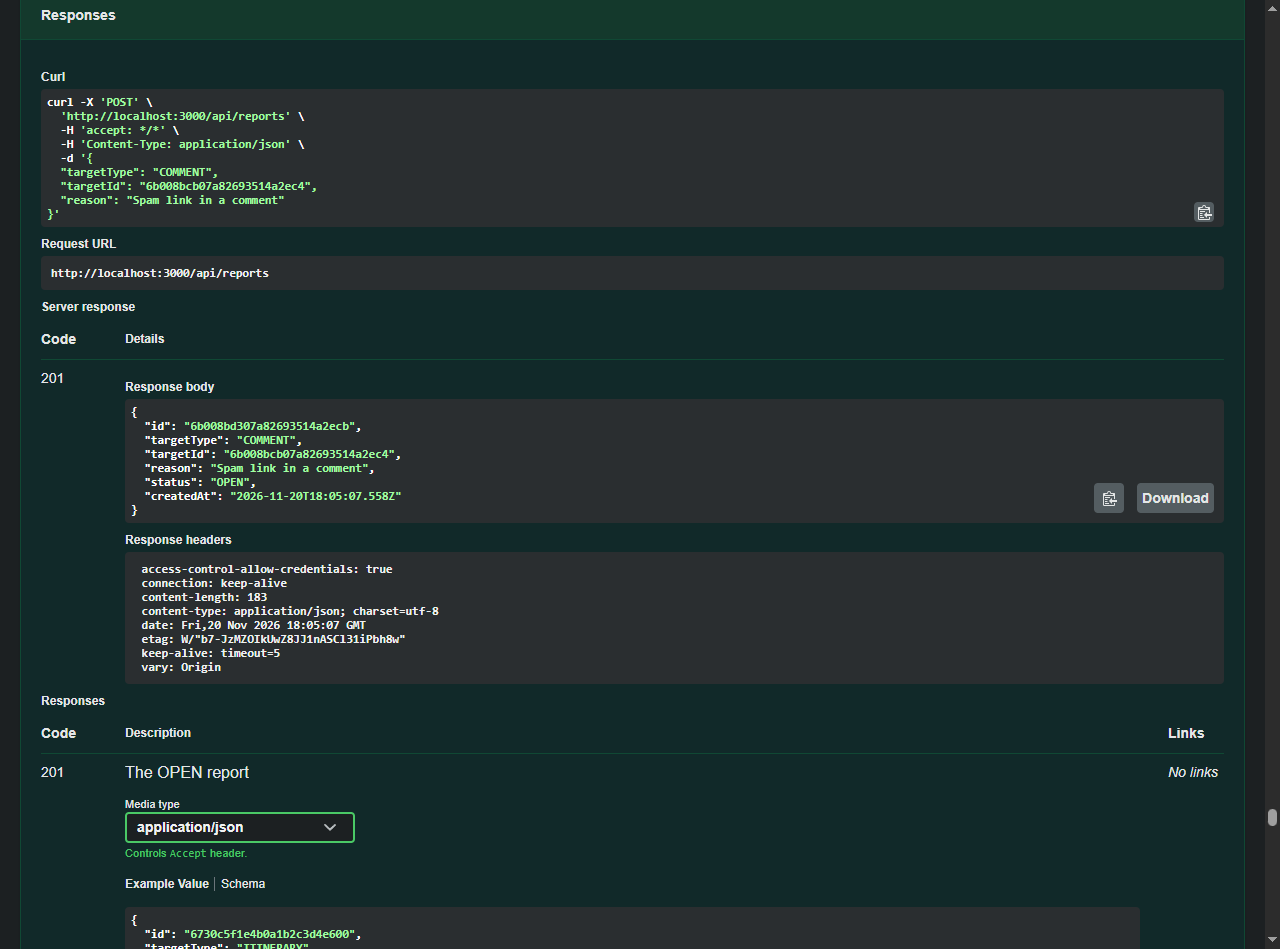 Responses
Curl
curl -X 'POST' \
  'http://localhost:3000/api/reports' \
  -H 'accept: */*' \
  -H 'Content-Type: application/json' \
  -d '{
  "targetType": "COMMENT",
  "targetId": "6b008bcb07a82693514a2ec4",
  "reason": "Spam link in a comment"
}'
Request URL
http://localhost:3000/api/reports
Server response
Code Details
201
Response body
{
  "id": "6b008bd307a82693514a2ecb",
  "targetType": "COMMENT",
  "targetId": "6b008bcb07a82693514a2ec4",
  "reason": "Spam link in a comment",
  "status": "OPEN",
  "createdAt": "2026-11-20T18:05:07.558Z"
}
Download
Response headers
access-control-allow-credentials: true
connection: keep-alive
content-length: 183
content-type: application/json; charset=utf-8
date: Fri,20 Nov 2026 18:05:07 GMT
etag: W/"b7-JzMZOIkUwZ8JJ1nASCl31iPbh8w"
keep-alive: timeout=5
vary: Origin
Responses
Code Description Links
201 The OPEN report No links
Media type
application/json
Controls Accept header.
Example Value Schema
{
  "id": "6730c5f1e4b0a1b2c3d4e600",
  "targetType": "ITINERARY"